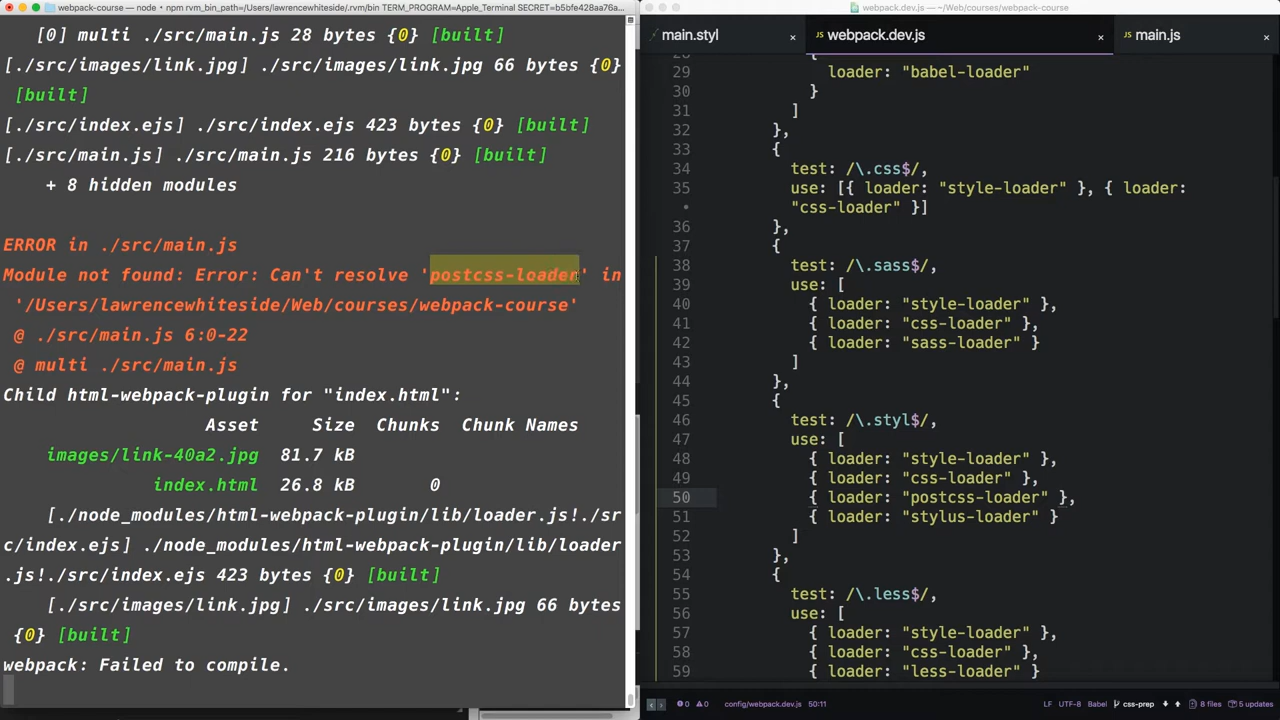 webpack-course — node • npm rvm_bin_path=/Users/lawrencewhiteside/.rvm/bin TERM_PROGRAM=Apple_Terminal SECRET=b5bfe428aa76a...
[0] multi ./src/main.js 28 bytes {0} [built]
[./src/images/link.jpg] ./src/images/link.jpg 66 bytes {0}
[built]
[./src/index.ejs] ./src/index.ejs 423 bytes {0} [built]
[./src/main.js] ./src/main.js 216 bytes {0} [built]
+ 8 hidden modules
ERROR in ./src/main.js
Module not found: Error: Can't resolve 'postcss-loader' in
'/Users/lawrencewhiteside/Web/courses/webpack-course'
@ ./src/main.js 6:0-22
@ multi ./src/main.js
Child html-webpack-plugin for "index.html":
Asset Size Chunks Chunk Names
images/link-40a2.jpg 81.7 kB
index.html 26.8 kB 0
[./node_modules/html-webpack-plugin/lib/loader.js!./sr
c/index.ejs] ./node_modules/html-webpack-plugin/lib/loader
.js!./src/index.ejs 423 bytes {0} [built]
[./src/images/link.jpg] ./src/images/link.jpg 66 bytes
{0} [built]
webpack: Failed to compile.
webpack.dev.js — ~/Web/courses/webpack-course
main.styl × webpack.dev.js × main.js ×
28 {
29 loader: "babel-loader"
30 }
31 ]
32 },
33 {
34 test: /\.css$/,
35 use: [{ loader: "style-loader" }, { loader:
• "css-loader" }]
36 },
37 {
38 test: /\.sass$/,
39 use: [
40 { loader: "style-loader" },
41 { loader: "css-loader" },
42 { loader: "sass-loader" }
43 ]
44 },
45 {
46 test: /\.styl$/,
47 use: [
48 { loader: "style-loader" },
49 { loader: "css-loader" },
50 { loader: "postcss-loader" },
51 { loader: "stylus-loader" }
52 ]
53 },
54 {
55 test: /\.less$/,
56 use: [
57 { loader: "style-loader" },
58 { loader: "css-loader" },
59 { loader: "less-loader" }
0 0 config/webpack.dev.js 50:11 LF UTF-8 Babel css-prep 8 files 5 updates